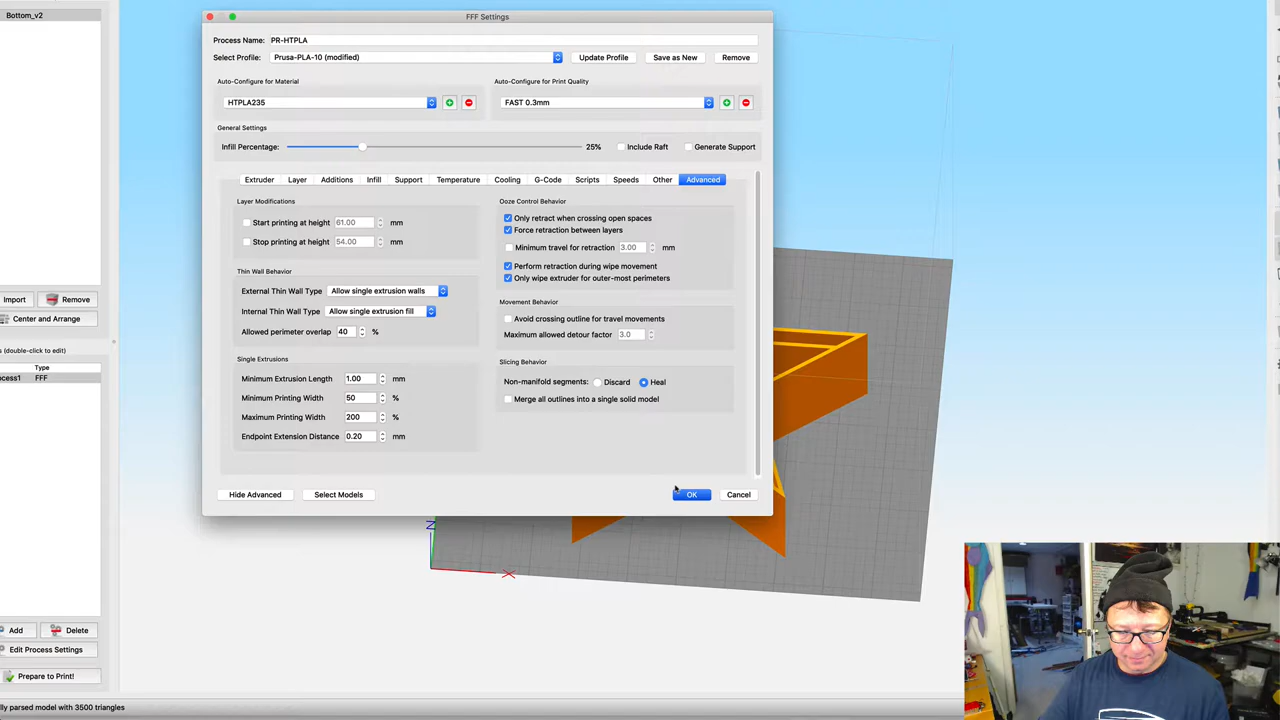 Bottom_v2
Import
Remove
Center and Arrange
s (double-click to edit)
Type
ocess1 FFF
Add
Delete
Edit Process Settings
Prepare to Print!
lly parsed model with 3500 triangles
FFF Settings
Process Name: PR-HTPLA
Select Profile: Prusa-PLA-10 (modified) Update Profile Save as New Remove
Auto-Configure for Material
HTPLA235
Auto-Configure for Print Quality
FAST 0.3mm
General Settings
Infill Percentage: 25% Include Raft Generate Support
Extruder Layer Additions Infill Support Temperature Cooling G-Code Scripts Speeds Other Advanced
Layer Modifications
Start printing at height 61.00 mm
Stop printing at height 54.00 mm
Thin Wall Behavior
External Thin Wall Type Allow single extrusion walls
Internal Thin Wall Type Allow single extrusion fill
Allowed perimeter overlap 40 %
Single Extrusions
Minimum Extrusion Length 1.00 mm
Minimum Printing Width 50 %
Maximum Printing Width 200 %
Endpoint Extension Distance 0.20 mm
Ooze Control Behavior
Only retract when crossing open spaces
Force retraction between layers
Minimum travel for retraction 3.00 mm
Perform retraction during wipe movement
Only wipe extruder for outer-most perimeters
Movement Behavior
Avoid crossing outline for travel movements
Maximum allowed detour factor 3.0
Slicing Behavior
Non-manifold segments: Discard Heal
Merge all outlines into a single solid model
Hide Advanced Select Models OK Cancel